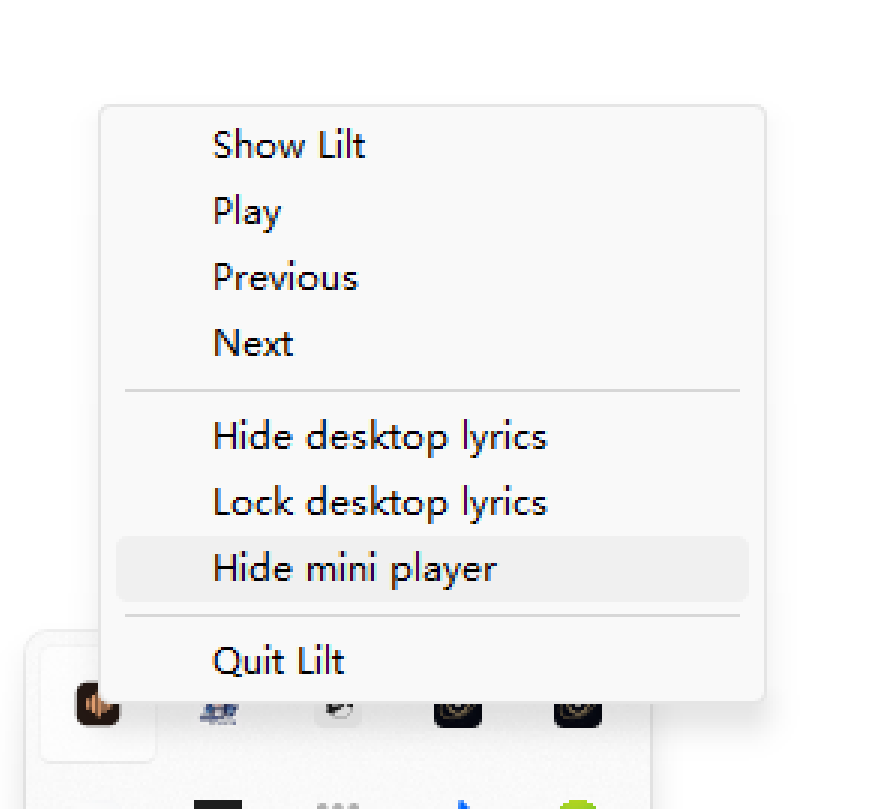 Show Lilt
Play
Previous
Next
Hide desktop lyrics
Lock desktop lyrics
Hide mini player
Quit Lilt